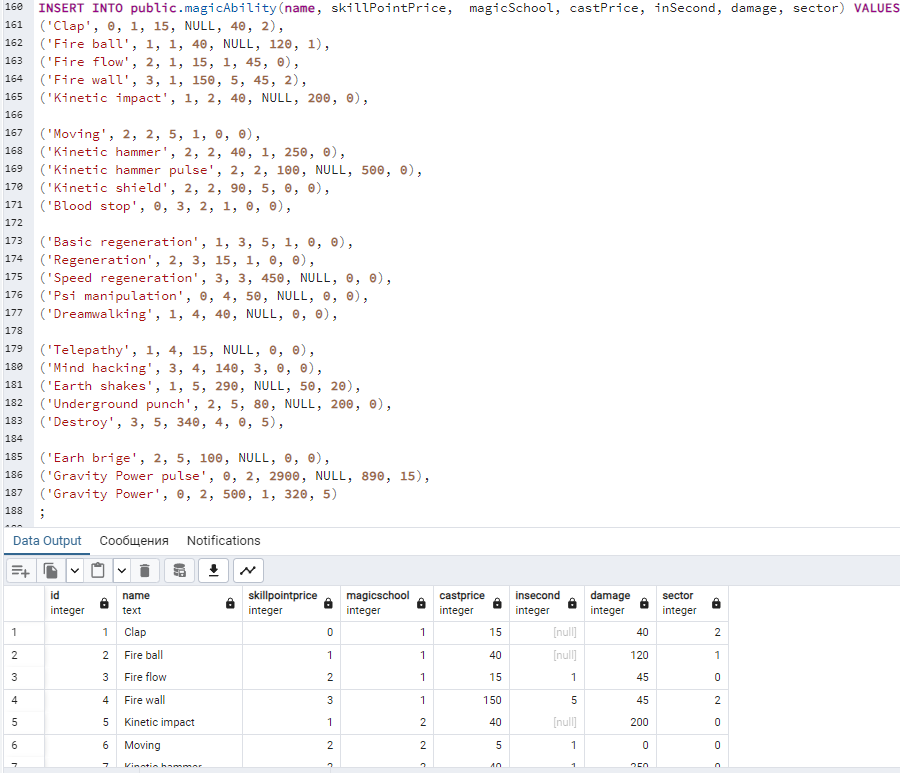 160 INSERT INTO public.magicAbility(name, skillPointPrice,  magicSchool, castPrice, inSecond, damage, sector) VALUES
161 ('Clap', 0, 1, 15, NULL, 40, 2),
162 ('Fire ball', 1, 1, 40, NULL, 120, 1),
163 ('Fire flow', 2, 1, 15, 1, 45, 0),
164 ('Fire wall', 3, 1, 150, 5, 45, 2),
165 ('Kinetic impact', 1, 2, 40, NULL, 200, 0),
166
167 ('Moving', 2, 2, 5, 1, 0, 0),
168 ('Kinetic hammer', 2, 2, 40, 1, 250, 0),
169 ('Kinetic hammer pulse', 2, 2, 100, NULL, 500, 0),
170 ('Kinetic shield', 2, 2, 90, 5, 0, 0),
171 ('Blood stop', 0, 3, 2, 1, 0, 0),
172
173 ('Basic regeneration', 1, 3, 5, 1, 0, 0),
174 ('Regeneration', 2, 3, 15, 1, 0, 0),
175 ('Speed regeneration', 3, 3, 450, NULL, 0, 0),
176 ('Psi manipulation', 0, 4, 50, NULL, 0, 0),
177 ('Dreamwalking', 1, 4, 40, NULL, 0, 0),
178
179 ('Telepathy', 1, 4, 15, NULL, 0, 0),
180 ('Mind hacking', 3, 4, 140, 3, 0, 0),
181 ('Earth shakes', 1, 5, 290, NULL, 50, 20),
182 ('Underground punch', 2, 5, 80, NULL, 200, 0),
183 ('Destroy', 3, 5, 340, 4, 0, 5),
184
185 ('Earh brige', 2, 5, 100, NULL, 0, 0),
186 ('Gravity Power pulse', 0, 2, 2900, NULL, 890, 15),
187 ('Gravity Power', 0, 2, 500, 1, 320, 5)
188 ;
Data Output Сообщения Notifications
id name skillpointprice magicschool castprice insecond damage sector
integer text integer integer integer integer integer integer
1 1 Clap 0 1 15 [null] 40 2
2 2 Fire ball 1 1 40 [null] 120 1
3 3 Fire flow 2 1 15 1 45 0
4 4 Fire wall 3 1 150 5 45 2
5 5 Kinetic impact 1 2 40 [null] 200 0
6 6 Moving 2 2 5 1 0 0
7 7 Kinetic hammer 2 2 40 1 250 0